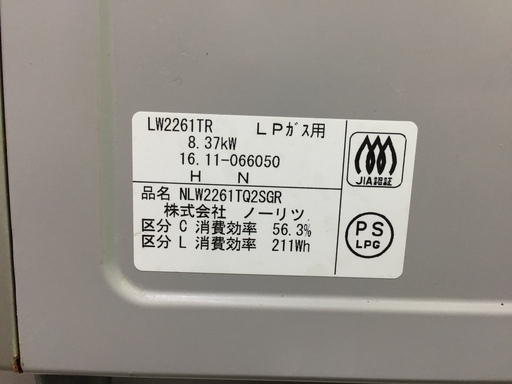 LW2261TR LPガス用
8.37kW
16.11-066050
H N
品名 NLW2261TQ2SGR
株式会社 ノーリツ
区分 C 消費効率 56.3%
区分 L 消費効率 211Wh
JIA認証
PS
LPG